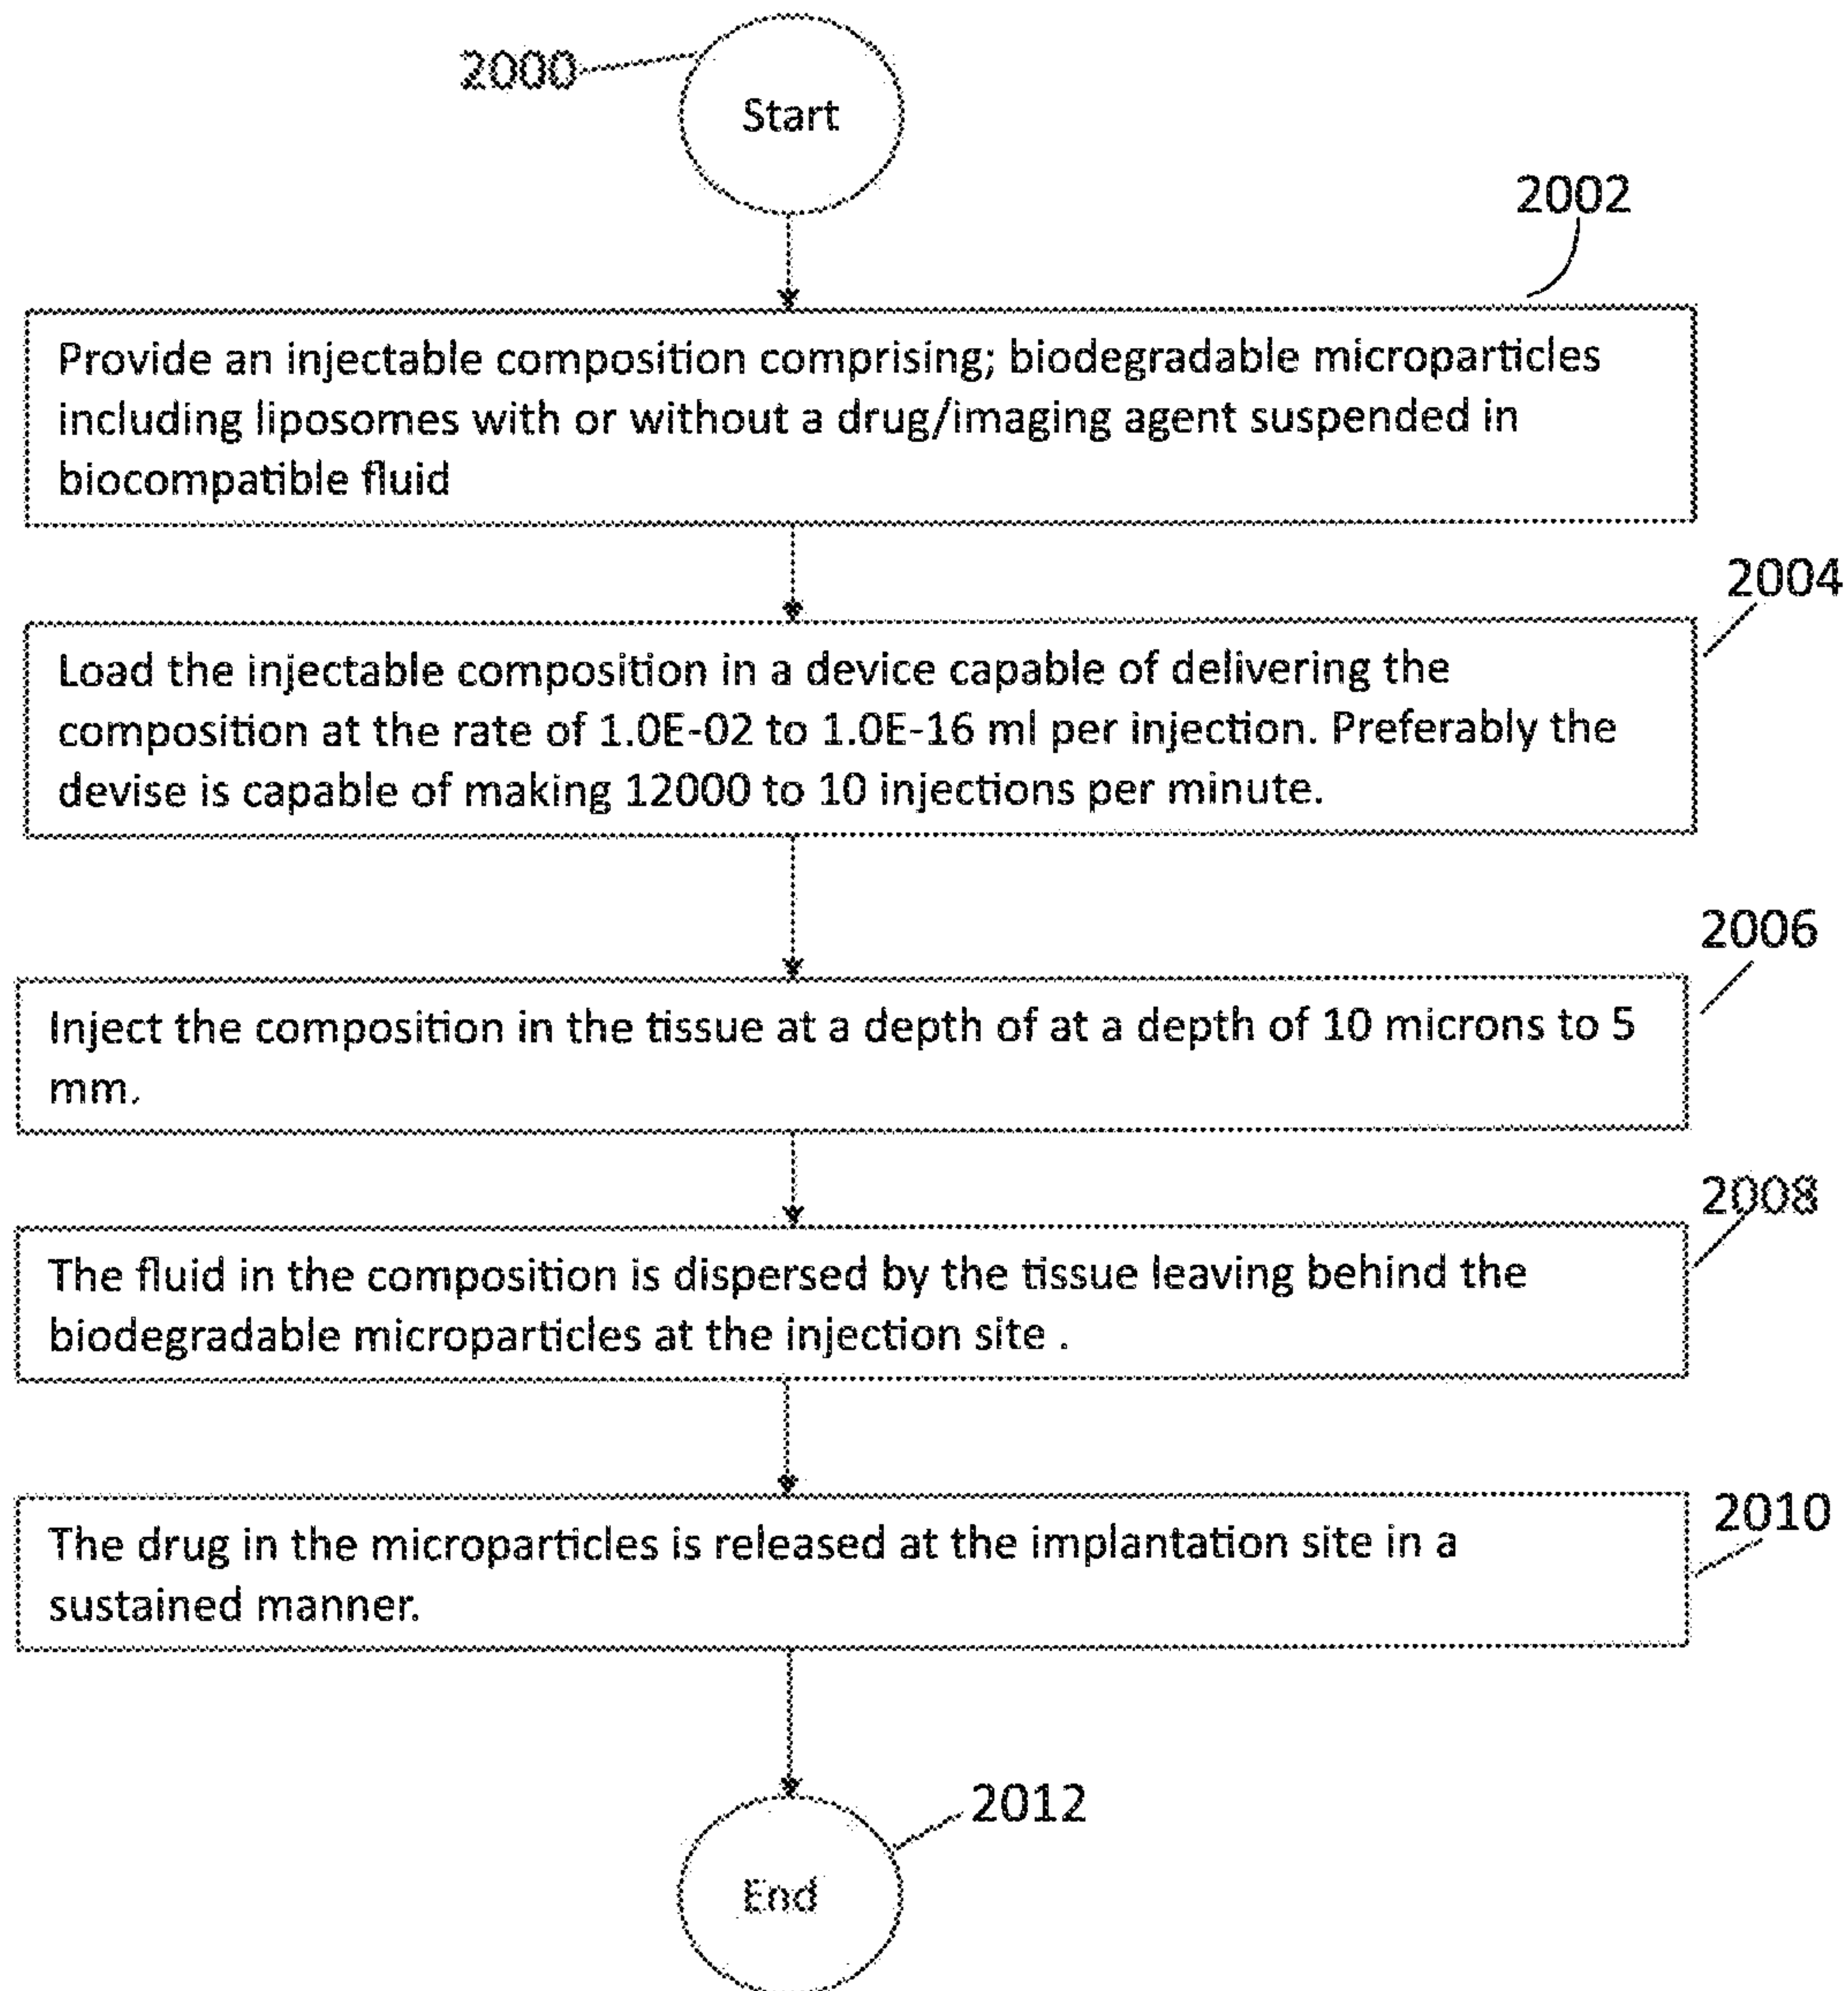 2000
Start
2002
Provide an injectable composition comprising; biodegradable microparticles
including liposomes with or without a drug/imaging agent suspended in
biocompatible fluid
2004
Load the injectable composition in a device capable of delivering the
composition at the rate of 1.0E-02 to 1.0E-16 ml per injection. Preferably the
devise is capable of making 12000 to 10 injections per minute.
2006
Inject the composition in the tissue at a depth of at a depth of 10 microns to 5
mm.
2008
The fluid in the composition is dispersed by the tissue leaving behind the
biodegradable microparticles at the injection site .
2010
The drug in the microparticles is released at the implantation site in a
sustained manner.
2012
End